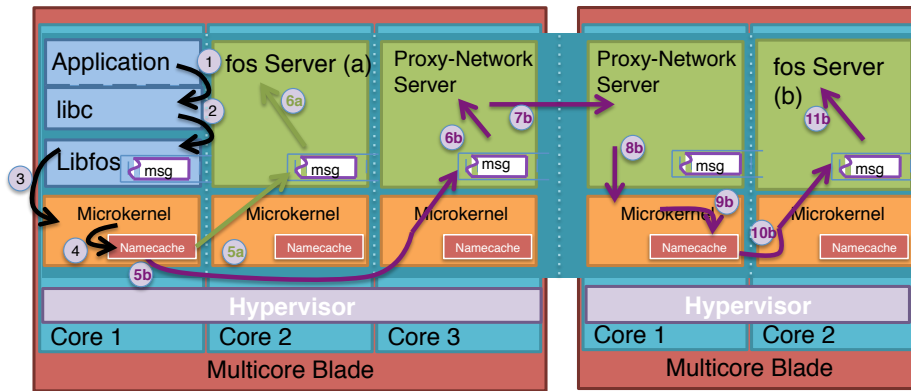 Application
1
libc
2
Libfos
msg
3
Microkernel
4
Namecache
5b
Core 1
fos Server (a)
6a
msg
Microkernel
5a
Namecache
Core 2
Proxy-Network
Server
6b
7b
msg
Microkernel
Namecache
Core 3
Hypervisor
Multicore Blade
Proxy-Network
Server
8b
msg
Microkernel
9b
Namecache
Core 1
fos Server
(b)
11b
msg
10b
Microkernel
Namecache
Core 2
Hypervisor
Multicore Blade